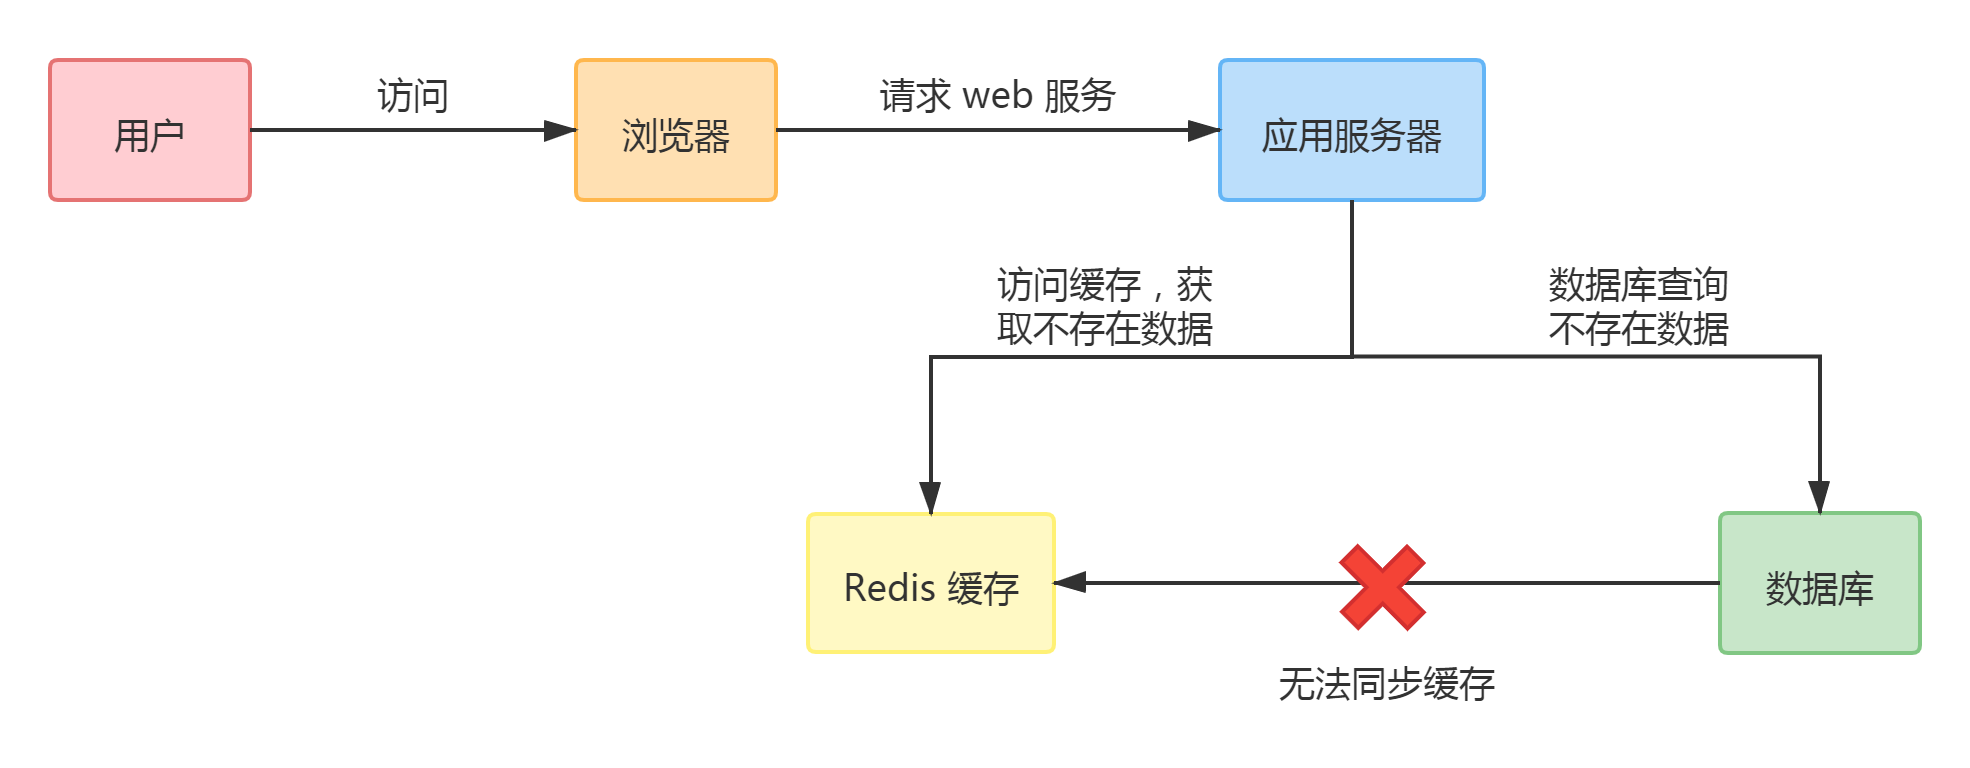 访问
请求 web 服务
用户
浏览器
应用服务器
访问缓存，获
取不存在数据
数据库查询
不存在数据
Redis 缓存
数据库
无法同步缓存